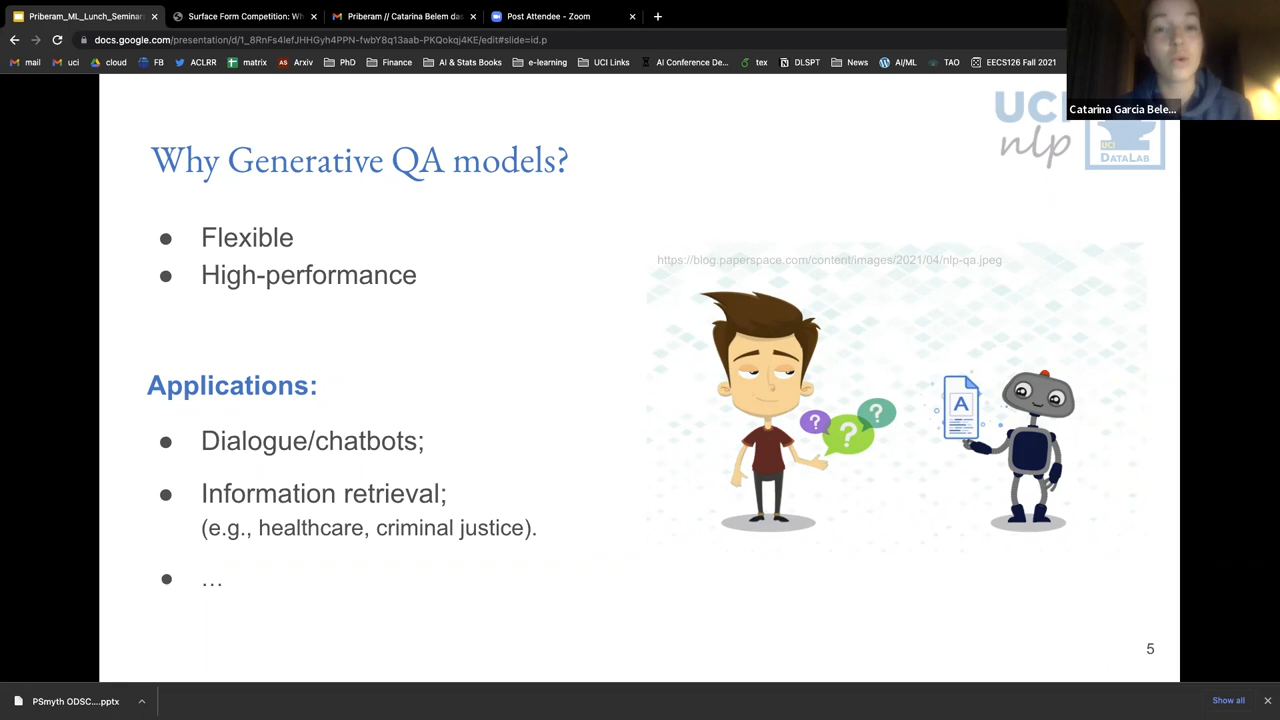 Priberam_ML_Lunch_Semina
Surface Form Competition: Wh
Priberam // Catarina Belem das
Post Attendee - Zoom
docs.google.com/presentation/d/1_8RnFs4IefJHHGyh4PPN-fwbY8q13aab-PKQokqj4KE/edit#slide=id.p
mail
uci
cloud
FB
ACLRR
matrix
Arxiv
PhD
Finance
AI & Stats Books
e-learning
UCI Links
AI Conference De...
tex
DLSPT
News
AI/ML
TAO
EECS126 Fall 2021
Catarina Garcia Bele...
UCI
nlp
UCI
DATALAB
Why Generative QA models?
● Flexible
● High-performance
https://blog.paperspace.com/content/images/2021/04/nlp-qa.jpeg
? ? ?
A
Applications:
● Dialogue/chatbots;
● Information retrieval;
(e.g., healthcare, criminal justice).
● …
5
PSmyth ODSC....pptx
Show all